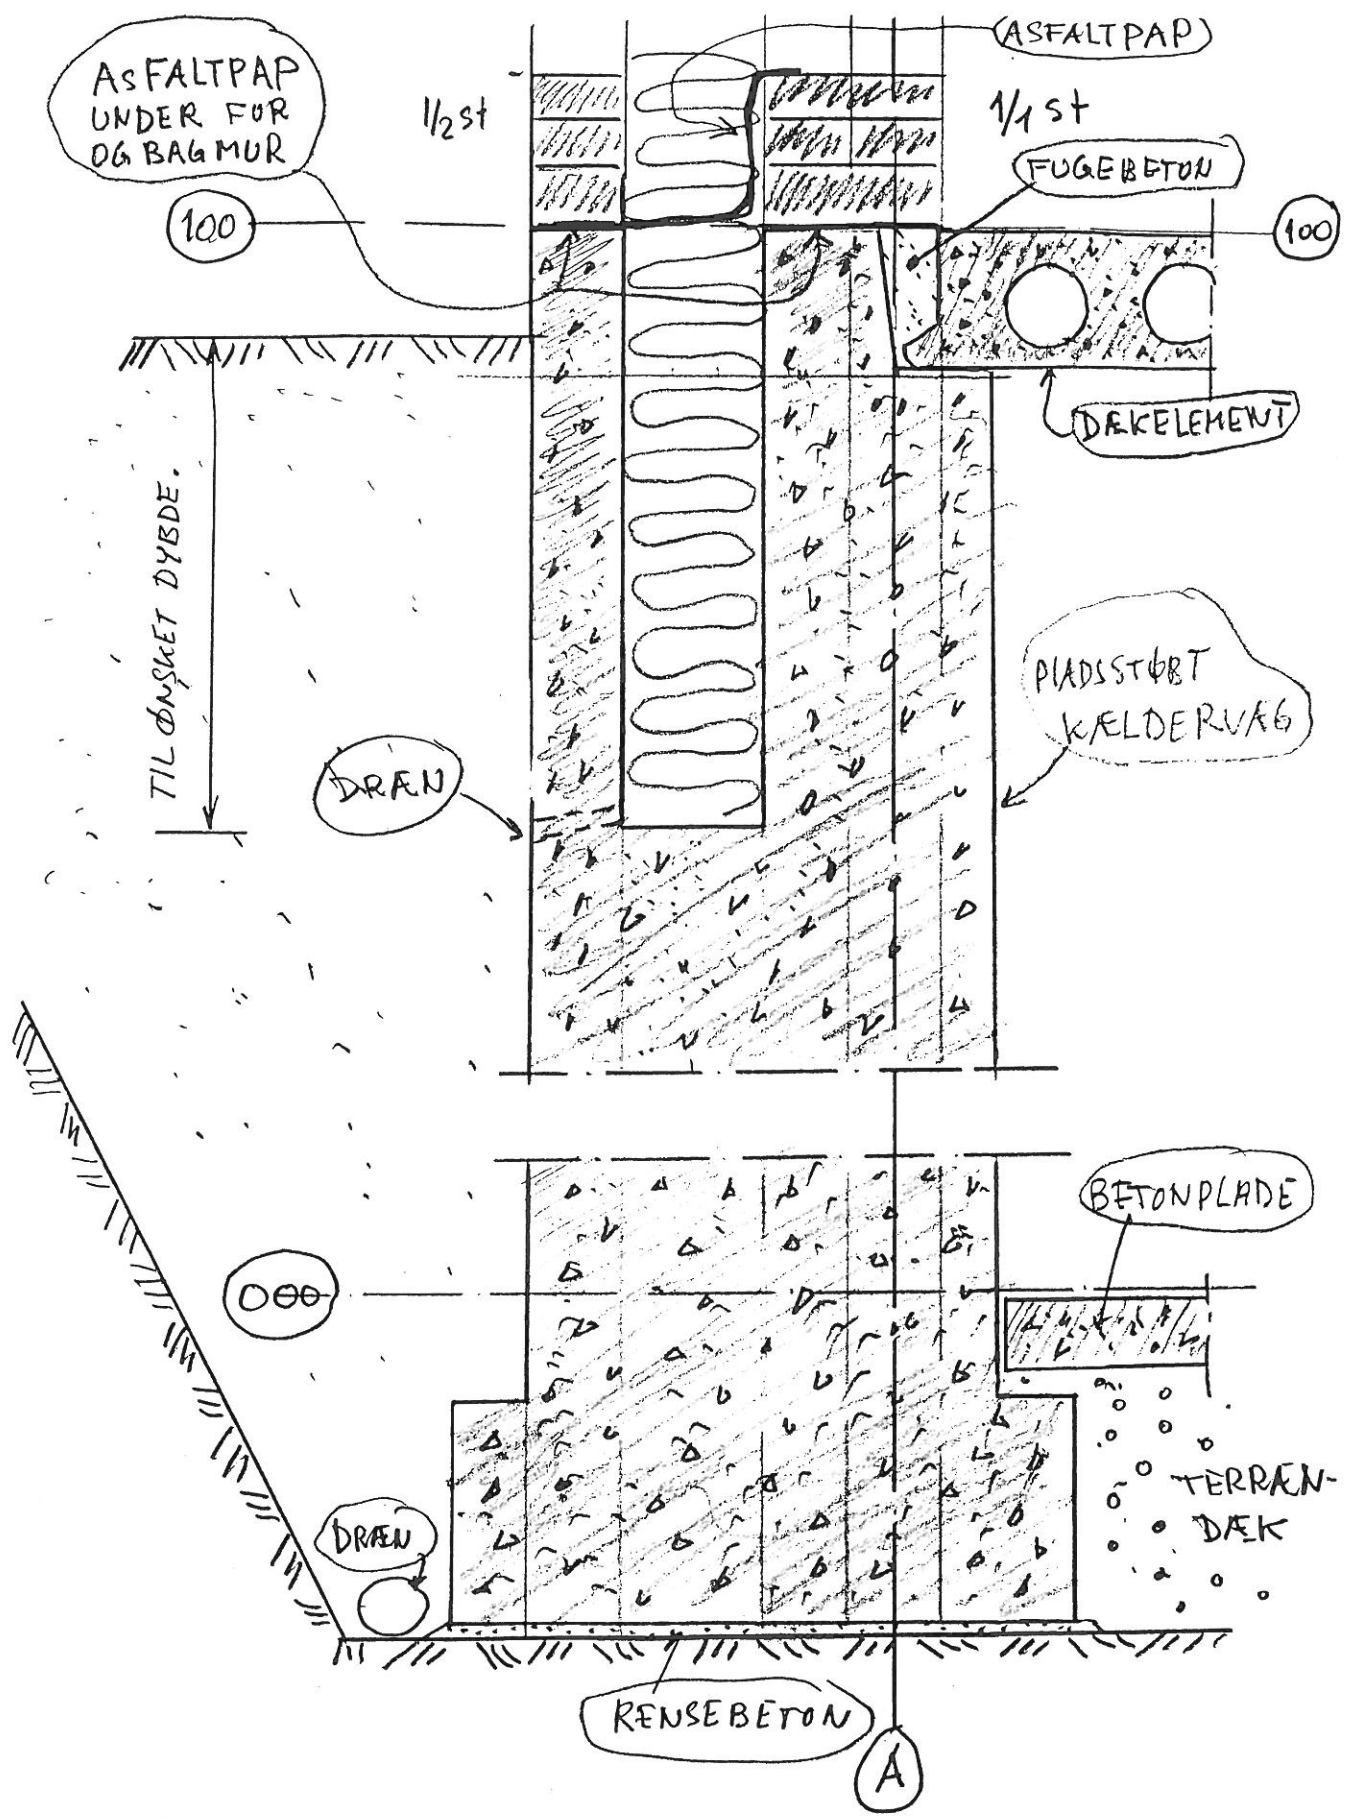 ASFALTPAP
UNDER FOR
OG BAGMUR
(ASFALTPAP)
1/2 st
1/1 st
FUGEBETON
100
100
DÆKELEMENT
TIL ØNSKET DYBDE.
PLADSSTØBT
KÆLDERVÆG
DRÆN
BETONPLADE
000
TERRÆN-
DÆK
DRÆN
RENSEBETON
A